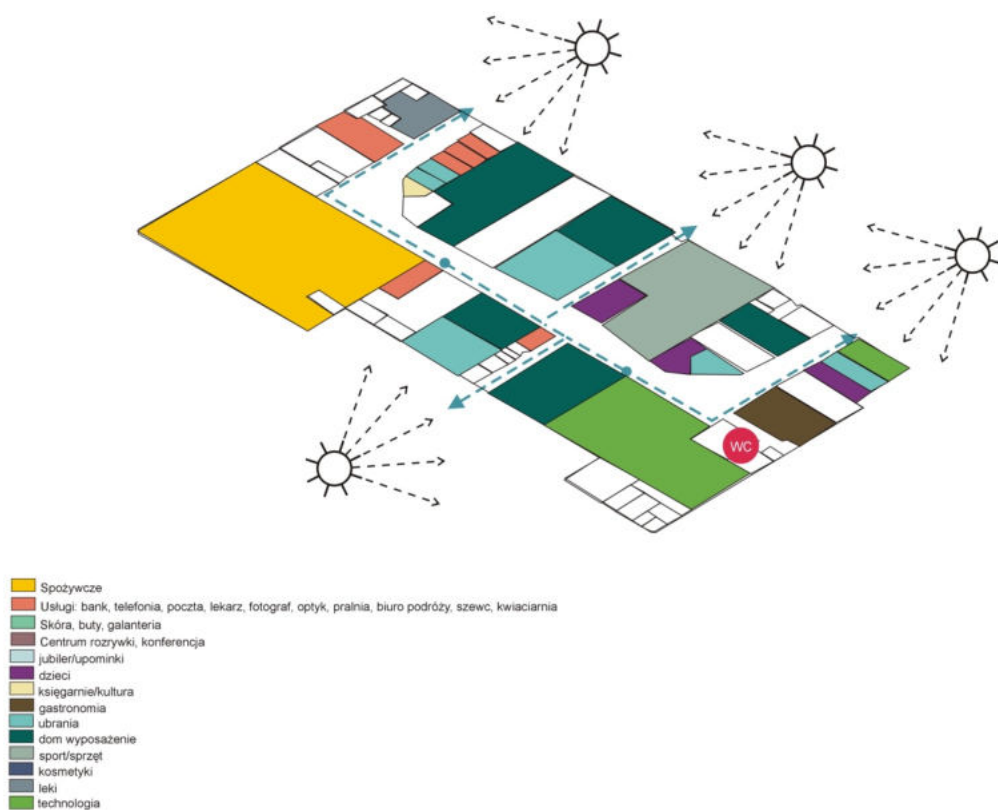 WC
Spożywcze
Usługi: bank, telefonia, poczta, lekarz, fotograf, optyk, pralnia, biuro podróży, szewc, kwiaciarnia
Skóra, buty, galanteria
Centrum rozrywki, konferencja
jubiler/upominki
dzieci
księgarnie/kultura
gastronomia
ubrania
dom wyposażenie
sport/sprzęt
kosmetyki
leki
technologia